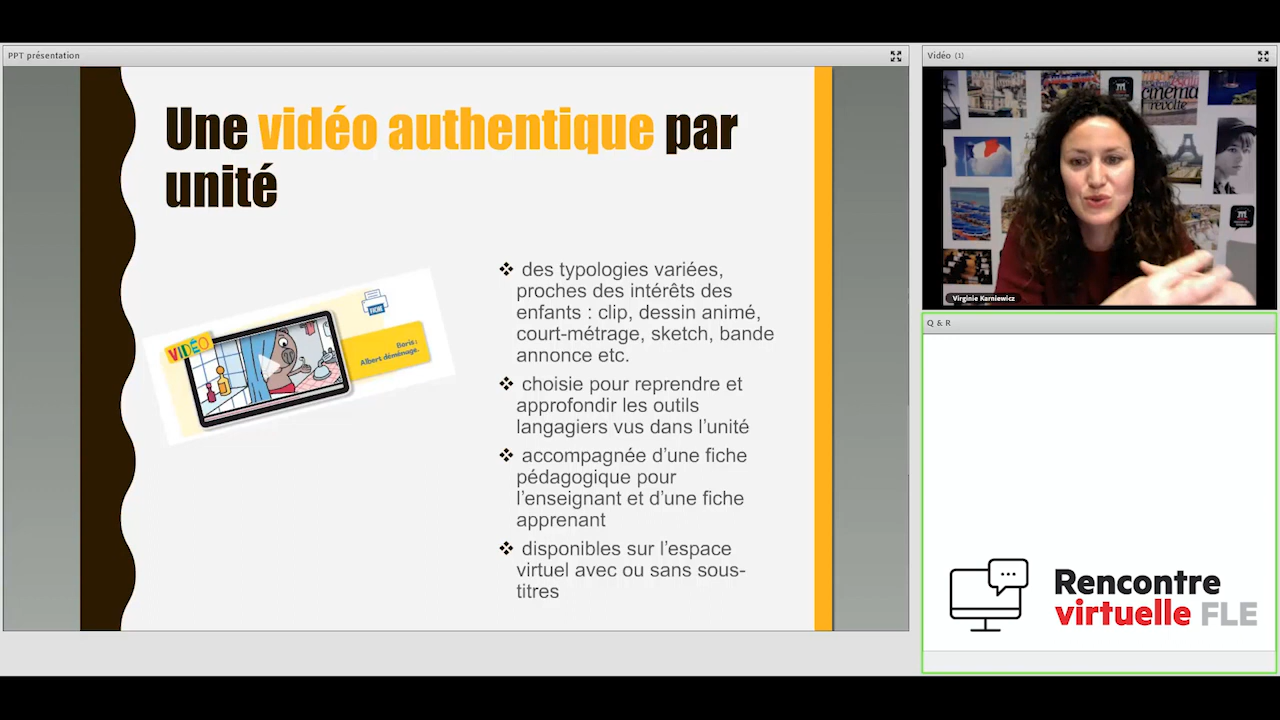 PPT présentation
Une vidéo authentique par
unité
VIDÉO
FICHE
Boris :
Albert déménage.
❖ des typologies variées,
proches des intérêts des
enfants : clip, dessin animé,
court-métrage, sketch, bande
annonce etc.
❖ choisie pour reprendre et
approfondir les outils
langagiers vus dans l’unité
❖ accompagnée d’une fiche
pédagogique pour
l’enseignant et d’une fiche
apprenant
❖ disponibles sur l’espace
virtuel avec ou sans sous-
titres
Vidéo (1)
cinéma
révolte
Virginie Karniewicz
Q & R
Rencontre
virtuelle FLE